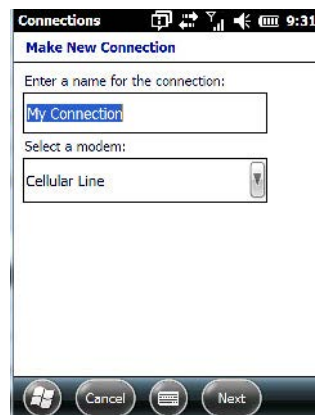 Connections 9:31
Make New Connection
Enter a name for the connection:
My Connection
Select a modem:
Cellular Line
Cancel Next